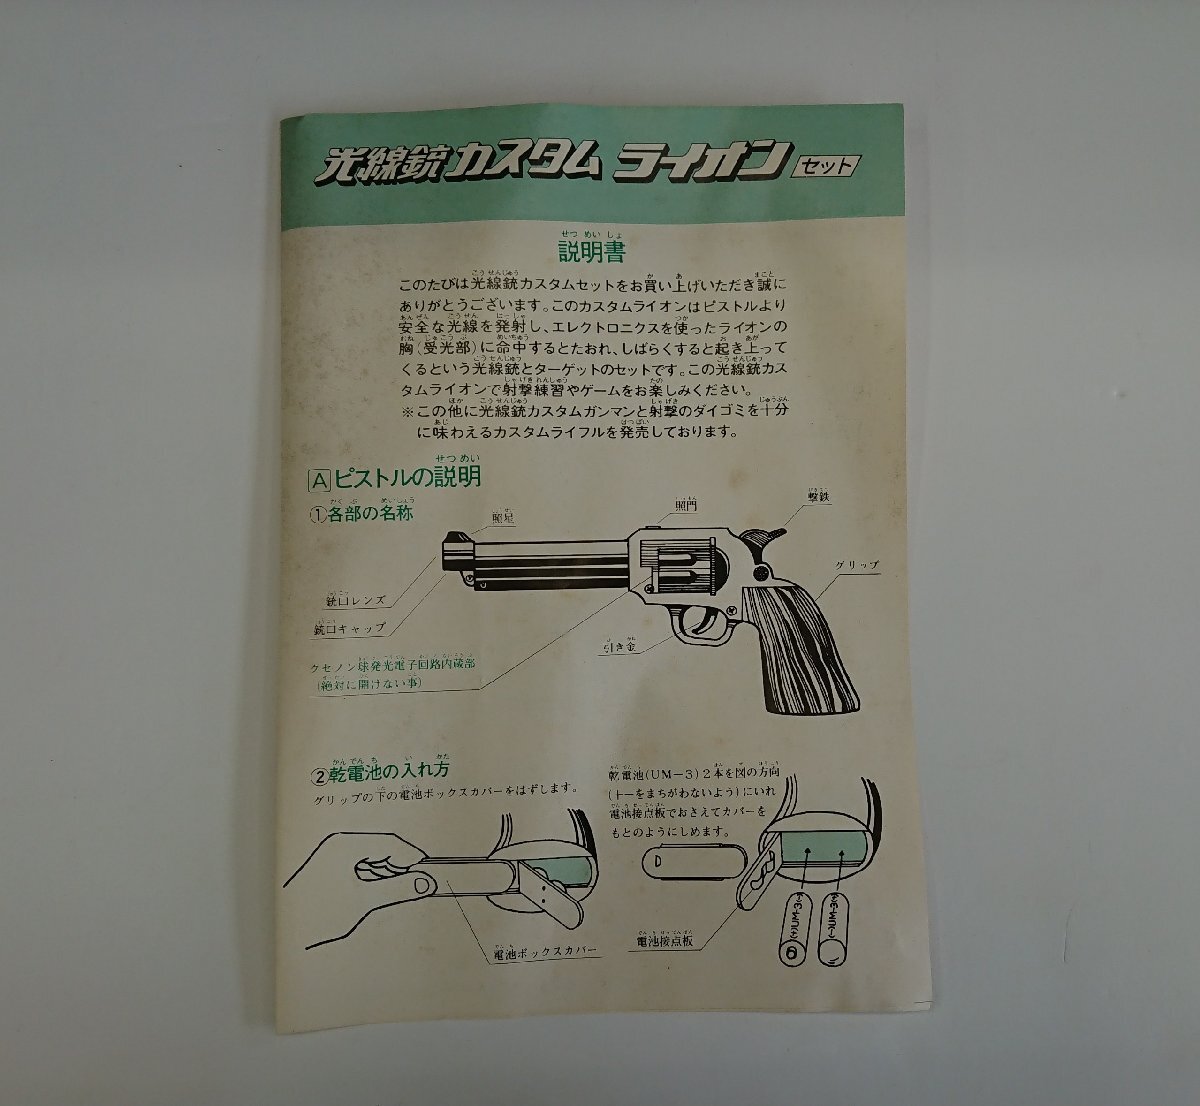 光線銃カスタム ライオン セット
説明書
このたびは光線銃カスタムセットをお買い上げいただき誠に
ありがとうございます。このカスタムライオンはピストルより
安全な光線を発射し、エレクトロニクスを使ったライオンの
胸(受光部)に命中するとたおれ、しばらくすると起き上って
くるという光線銃とターゲットのセットです。この光線銃カス
タムライオンで射撃練習やゲームをお楽しみください。
※この他に光線銃カスタムガンマンと射撃のダイゴミを十分
に味わえるカスタムライフルを発売しております。
A ピストルの説明
①各部の名称
照星
照門
撃鉄
グリップ
銃口レンズ
銃口キャップ
引き金
クセノン球発光電子回路内蔵部
(絶対に開けない事)
②乾電池の入れ方
グリップの下の電池ボックスカバーをはずします。
電池ボックスカバー
乾電池(UM-3)2本を図の方向
(+-をまちがわないよう)にいれ
電池接点板でおさえてカバーを
もとのようにしめます。
電池接点板
(-)UM-3(+)
(-)UM-3(+)